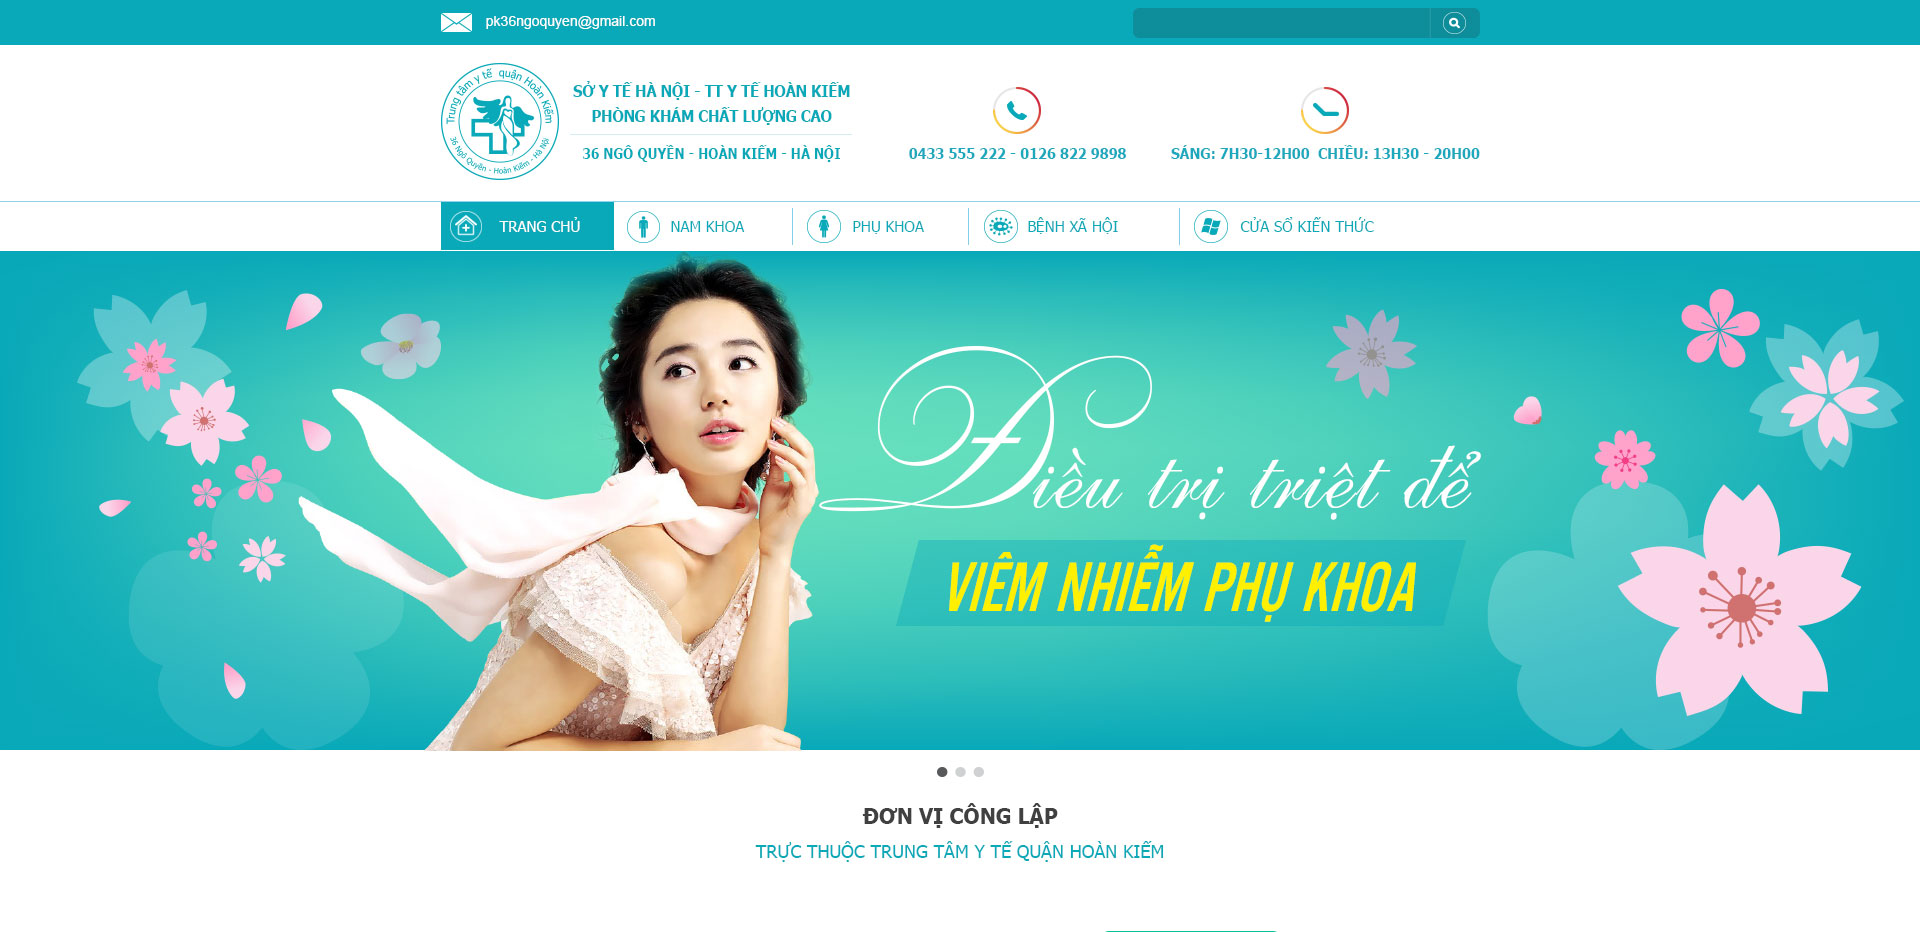 pk36ngoquyen@gmail.com
Trung tâm y tế quận Hoàn Kiếm
36 Ngô Quyền - Hoàn Kiếm - Hà Nội
SỞ Y TẾ HÀ NỘI - TT Y TẾ HOÀN KIẾM
PHÒNG KHÁM CHẤT LƯỢNG CAO
36 NGÔ QUYỀN - HOÀN KIẾM - HÀ NỘI
0433 555 222 - 0126 822 9898
SÁNG: 7H30-12H00 CHIỀU: 13H30 - 20H00
TRANG CHỦ
NAM KHOA
PHỤ KHOA
BỆNH XÃ HỘI
CỬA SỔ KIẾN THỨC
Điều trị triệt để
VIÊM NHIỄM PHỤ KHOA
ĐƠN VỊ CÔNG LẬP
TRỰC THUỘC TRUNG TÂM Y TẾ QUẬN HOÀN KIẾM